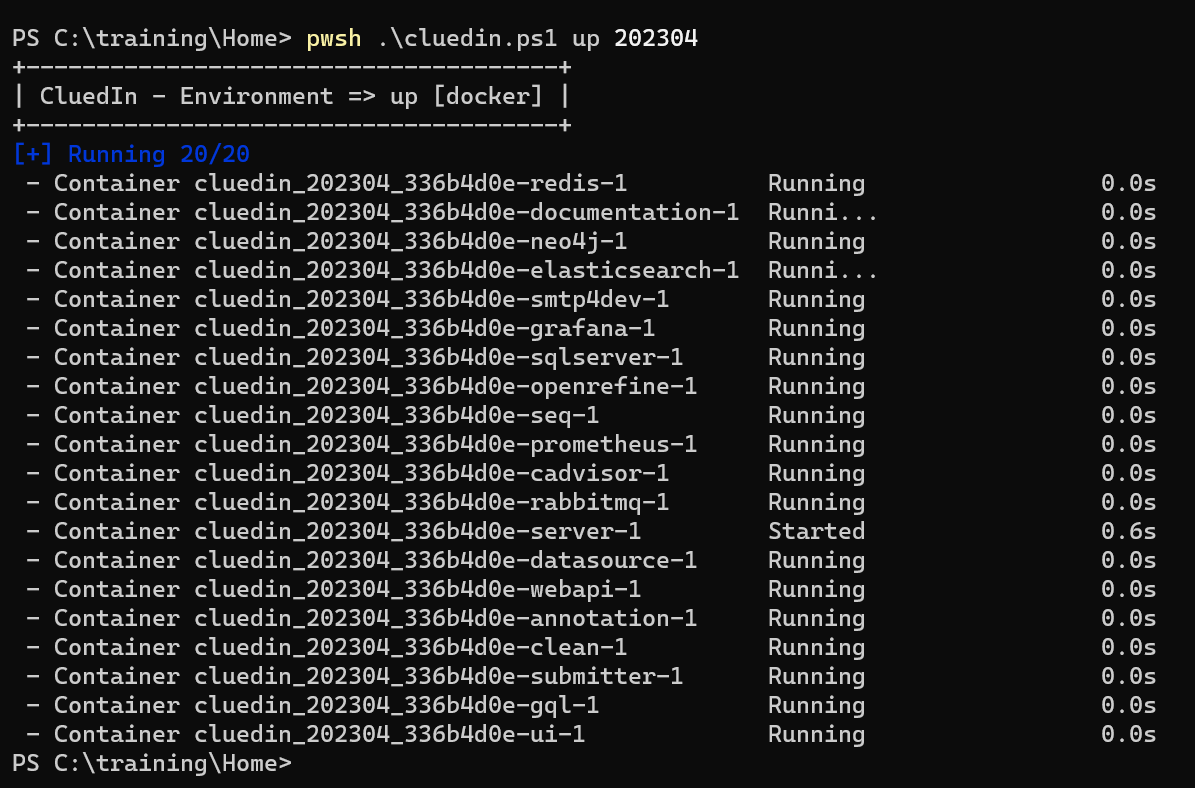 PS C:\training\Home> pwsh .\cluedin.ps1 up 202304
+--------------------------------------+
| CluedIn - Environment => up [docker] |
+--------------------------------------+
[+] Running 20/20
 - Container cluedin_202304_336b4d0e-redis-1          Running                 0.0s
 - Container cluedin_202304_336b4d0e-documentation-1  Runni...                0.0s
 - Container cluedin_202304_336b4d0e-neo4j-1          Running                 0.0s
 - Container cluedin_202304_336b4d0e-elasticsearch-1  Runni...                0.0s
 - Container cluedin_202304_336b4d0e-smtp4dev-1       Running                 0.0s
 - Container cluedin_202304_336b4d0e-grafana-1        Running                 0.0s
 - Container cluedin_202304_336b4d0e-sqlserver-1      Running                 0.0s
 - Container cluedin_202304_336b4d0e-openrefine-1     Running                 0.0s
 - Container cluedin_202304_336b4d0e-seq-1            Running                 0.0s
 - Container cluedin_202304_336b4d0e-prometheus-1     Running                 0.0s
 - Container cluedin_202304_336b4d0e-cadvisor-1       Running                 0.0s
 - Container cluedin_202304_336b4d0e-rabbitmq-1       Running                 0.0s
 - Container cluedin_202304_336b4d0e-server-1         Started                 0.6s
 - Container cluedin_202304_336b4d0e-datasource-1     Running                 0.0s
 - Container cluedin_202304_336b4d0e-webapi-1         Running                 0.0s
 - Container cluedin_202304_336b4d0e-annotation-1     Running                 0.0s
 - Container cluedin_202304_336b4d0e-clean-1          Running                 0.0s
 - Container cluedin_202304_336b4d0e-submitter-1      Running                 0.0s
 - Container cluedin_202304_336b4d0e-gql-1            Running                 0.0s
 - Container cluedin_202304_336b4d0e-ui-1             Running                 0.0s
PS C:\training\Home>